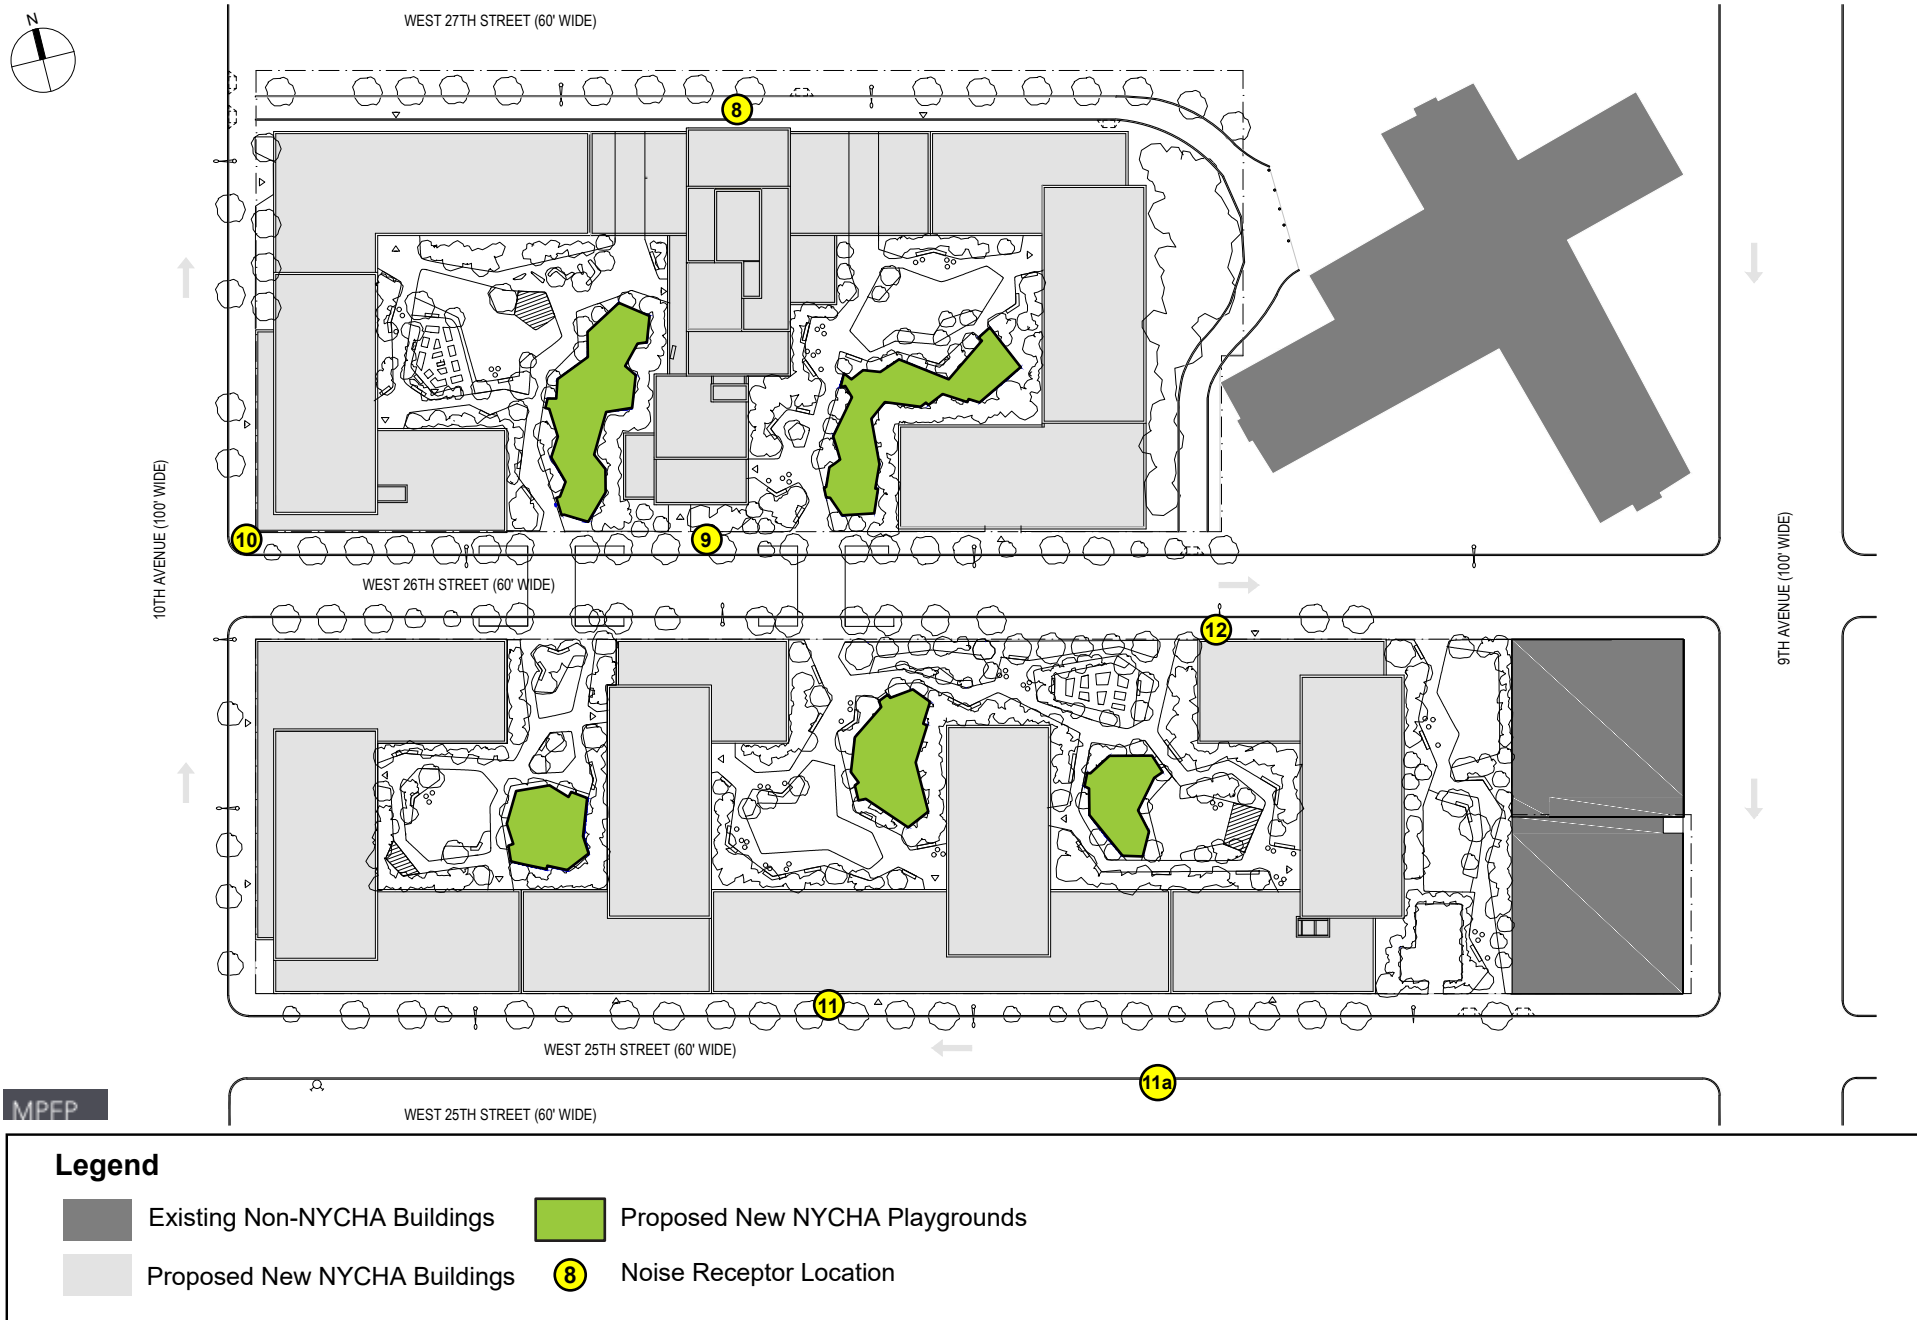 N
WEST 27TH STREET (60' WIDE)
8
10TH AVENUE (100' WIDE)
10
9
WEST 26TH STREET (60' WIDE)
12
9TH AVENUE (100' WIDE)
11
WEST 25TH STREET (60' WIDE)
11a
MPFP
WEST 25TH STREET (60' WIDE)
Legend
Existing Non-NYCHA Buildings
Proposed New NYCHA Playgrounds
Proposed New NYCHA Buildings
8
Noise Receptor Location